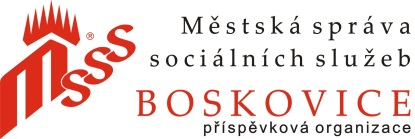 MSSS®
Městská správa
sociálních služeb
BOSKOVICE
příspěvková organizace